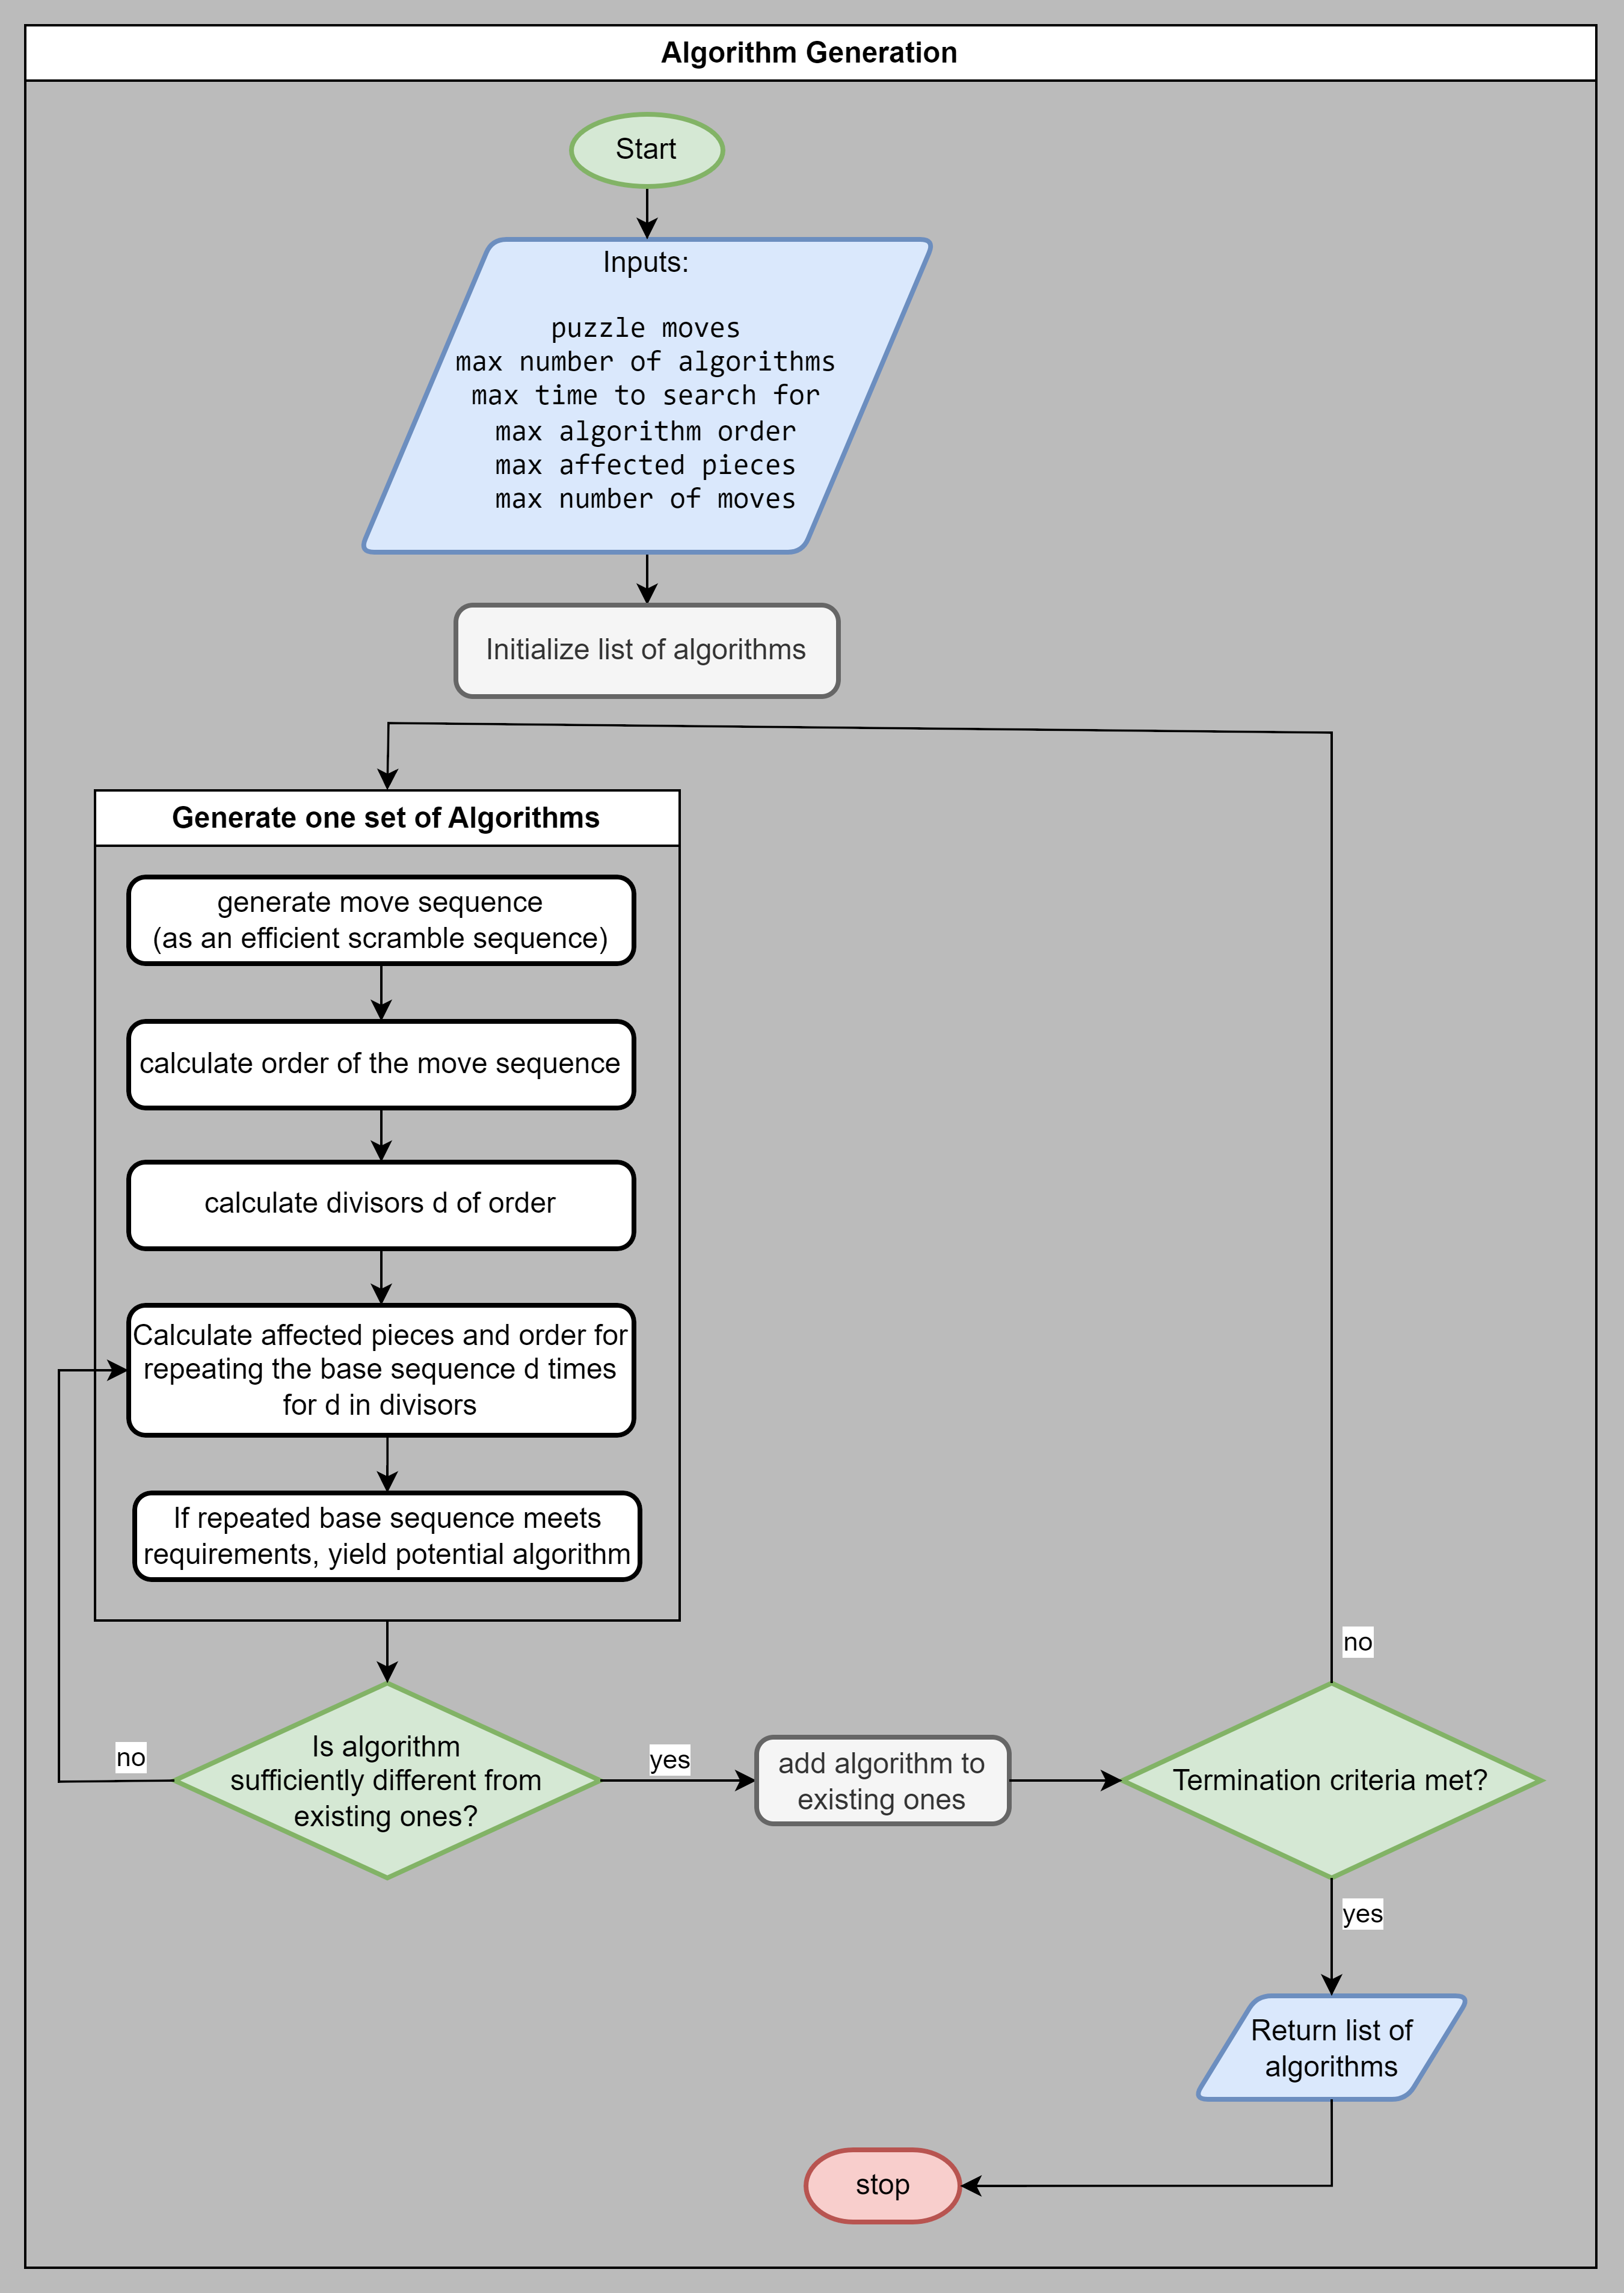 Algorithm Generation
Start
Inputs:
puzzle moves
max number of algorithms
max time to search for
max algorithm order
max affected pieces
max number of moves
Initialize list of algorithms
Generate one set of Algorithms
generate move sequence
(as an efficient scramble sequence)
calculate order of the move sequence
calculate divisors d of order
Calculate affected pieces and order for
repeating the base sequence d times
for d in divisors
If repeated base sequence meets
requirements, yield potential algorithm
no
no
Is algorithm
sufficiently different from
existing ones?
yes
add algorithm to
existing ones
Termination criteria met?
yes
Return list of
algorithms
stop